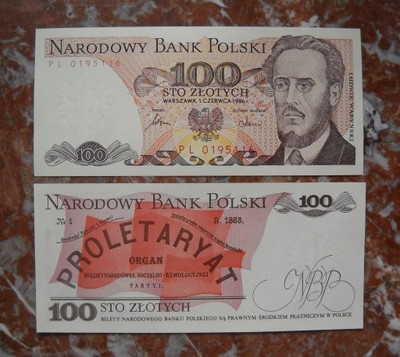 NARODOWY BANK POLSKI
PL 0195116
100
STO ZŁOTYCH
WARSZAWA, 1 CZERWCA 1986 r.
PL 0195116
100
LUDWIK WARYŃSKI
NARODOWY BANK POLSKI
100
№ 1
R. 1883.
PROLETARYAT
ORGAN
MIĘDZYNARODOWEJ SOCJALNO-REWOLUCYJNEJ
PARTYI.
NBP
100
STO ZŁOTYCH
BILETY NARODOWEGO BANKU POLSKIEGO SĄ PRAWNYM ŚRODKIEM PŁATNICZYM W POLSCE